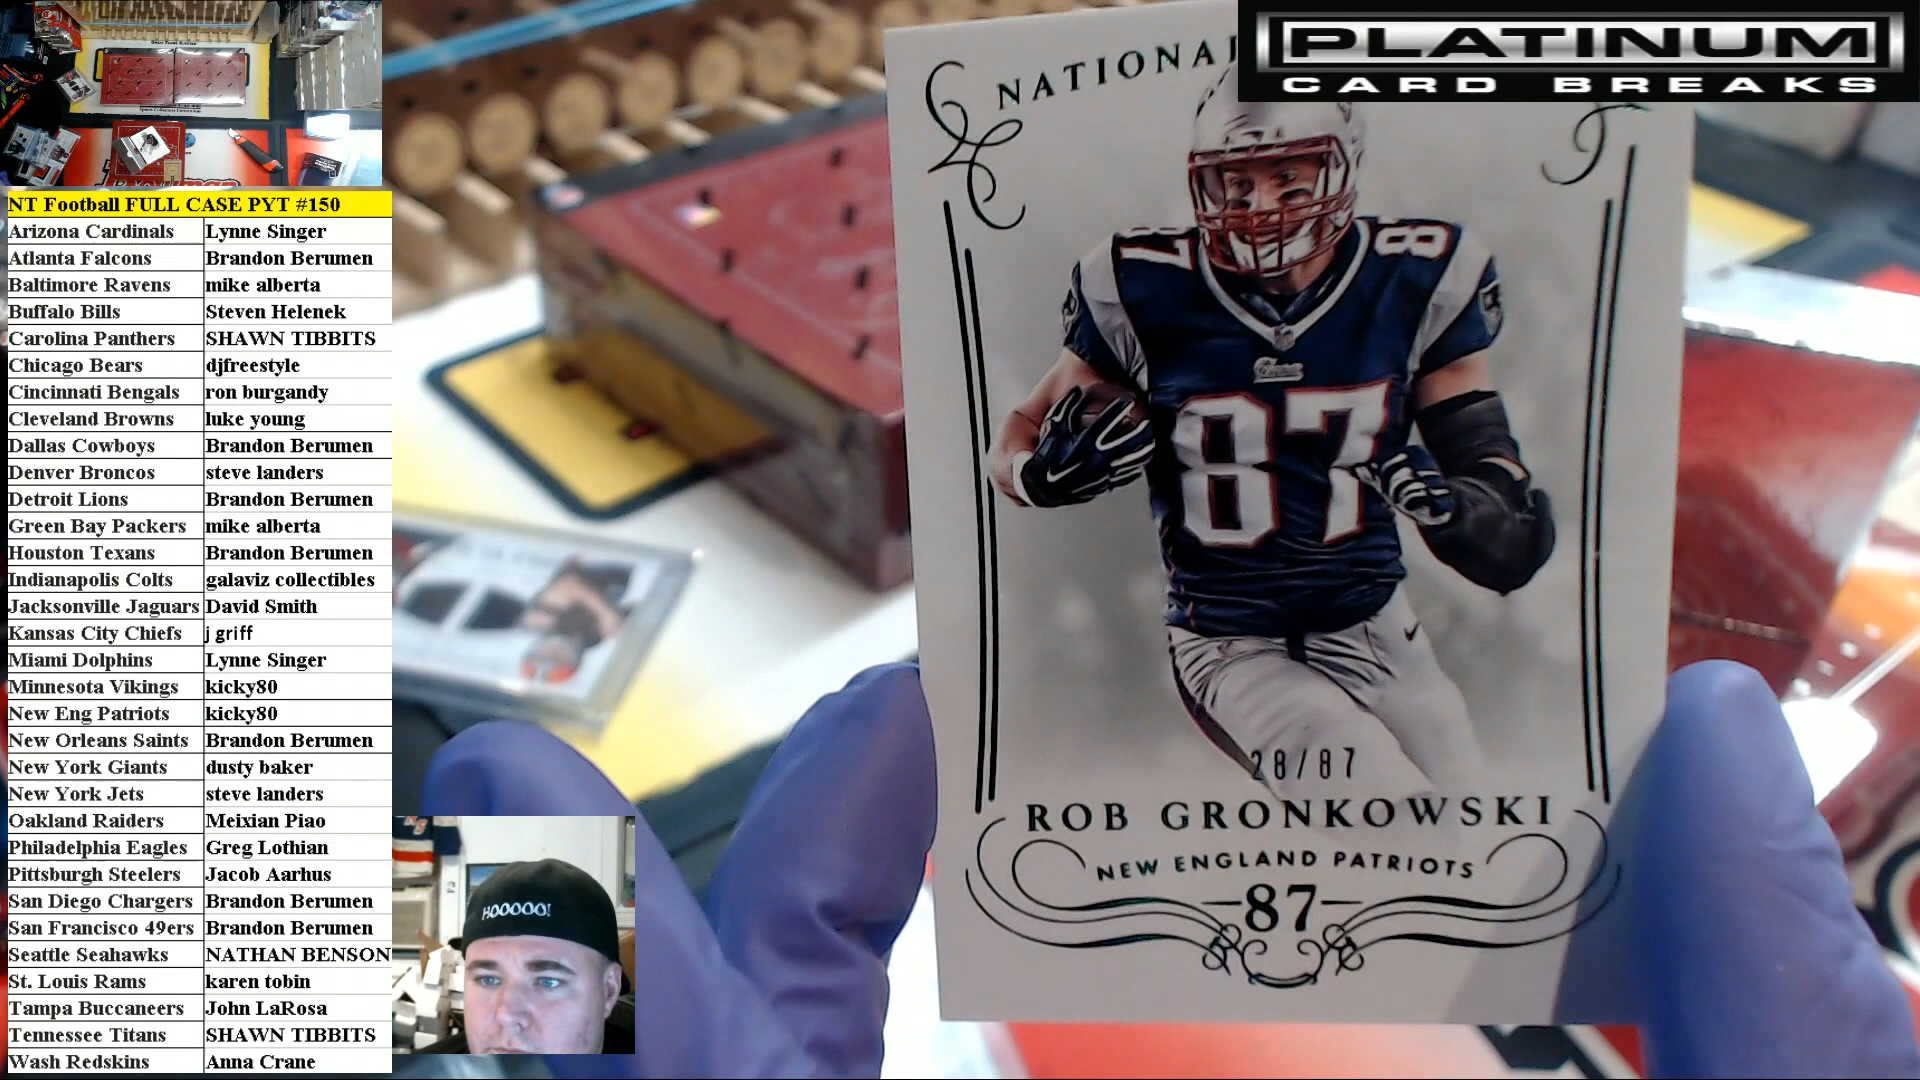 PLATINUM
CARD BREAKS
NT Football FULL CASE PYT #150
Arizona Cardinals Lynne Singer
Atlanta Falcons Brandon Berumen
Baltimore Ravens mike alberta
Buffalo Bills Steven Helenek
Carolina Panthers SHAWN TIBBITS
Chicago Bears djfreestyle
Cincinnati Bengals ron burgandy
Cleveland Browns luke young
Dallas Cowboys Brandon Berumen
Denver Broncos steve landers
Detroit Lions Brandon Berumen
Green Bay Packers mike alberta
Houston Texans Brandon Berumen
Indianapolis Colts galaviz collectibles
Jacksonville Jaguars David Smith
Kansas City Chiefs j griff
Miami Dolphins Lynne Singer
Minnesota Vikings kicky80
New Eng Patriots kicky80
New Orleans Saints Brandon Berumen
New York Giants dusty baker
New York Jets steve landers
Oakland Raiders Meixian Piao
Philadelphia Eagles Greg Lothian
Pittsburgh Steelers Jacob Aarhus
San Diego Chargers Brandon Berumen
San Francisco 49ers Brandon Berumen
Seattle Seahawks NATHAN BENSON
St. Louis Rams karen tobin
Tampa Buccaneers John LaRosa
Tennessee Titans SHAWN TIBBITS
Wash Redskins Anna Crane
HOOOOO!
NATIONAL
87
87
87
28/87
ROB GRONKOWSKI
NEW ENGLAND PATRIOTS
87